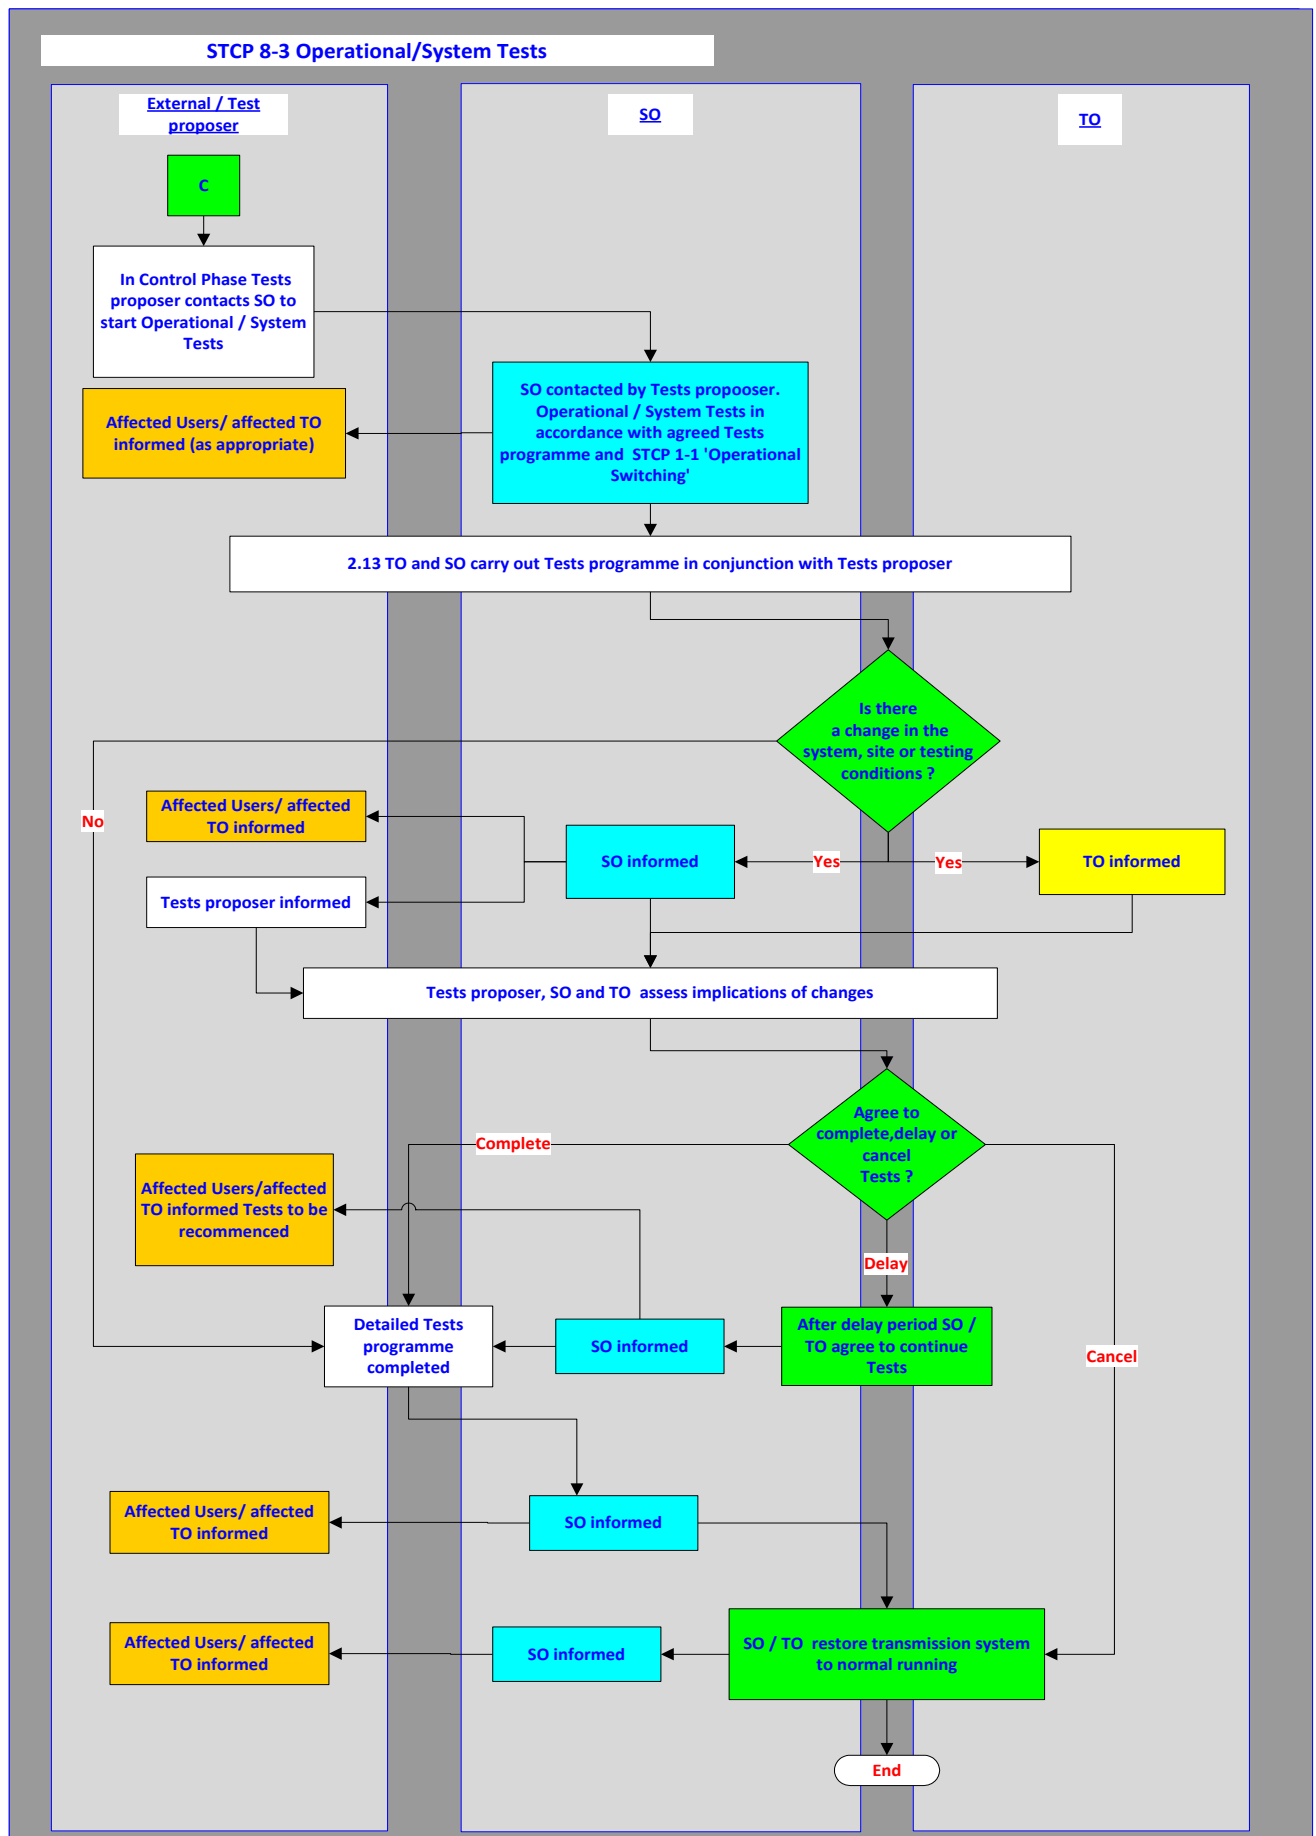 STCP 8-3 Operational/System Tests
External / Test
proposer
SO
TO
C
In Control Phase Tests
proposer contacts SO to
start Operational / System
Tests
SO contacted by Tests propooser.
Operational / System Tests in
accordance with agreed Tests
programme and STCP 1-1 'Operational
Switching'
Affected Users/ affected TO
informed (as appropriate)
2.13 TO and SO carry out Tests programme in conjunction with Tests proposer
Is there
a change in the
system, site or testing
conditions ?
No
Affected Users/ affected
TO informed
SO informed
Yes
Yes
TO informed
Tests proposer informed
Tests proposer, SO and TO assess implications of changes
Agree to
complete,delay or
cancel
Tests ?
Complete
Affected Users/affected
TO informed Tests to be
recommenced
Delay
Detailed Tests
programme
completed
SO informed
After delay period SO /
TO agree to continue
Tests
Cancel
Affected Users/ affected
TO informed
SO informed
Affected Users/ affected
TO informed
SO informed
SO / TO restore transmission system
to normal running
End